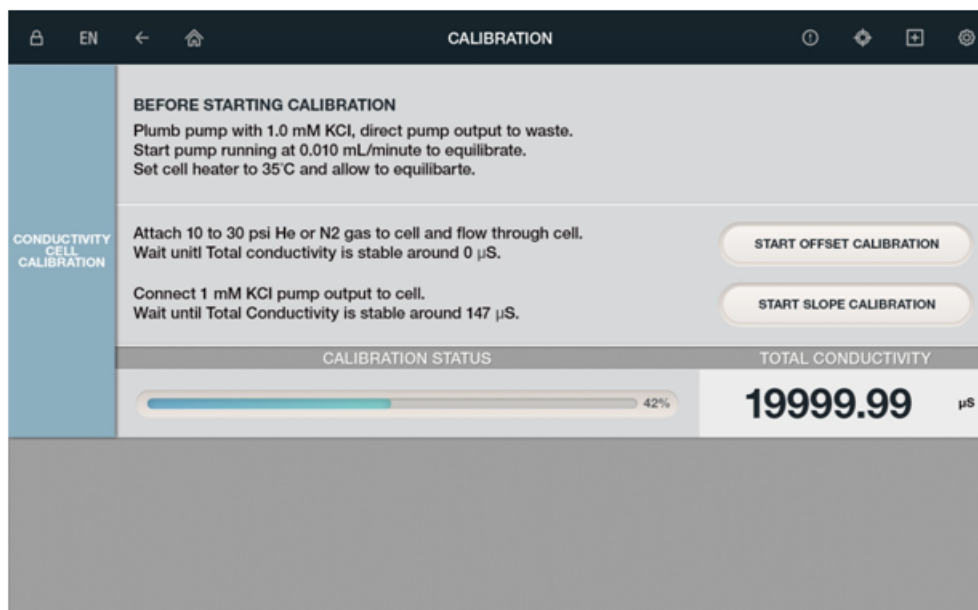 EN
CALIBRATION
CONDUCTIVITY
CELL
CALIBRATION
BEFORE STARTING CALIBRATION
Plumb pump with 1.0 mM KCl, direct pump output to waste.
Start pump running at 0.010 mL/minute to equilibrate.
Set cell heater to 35°C and allow to equilibarte.
Attach 10 to 30 psi He or N2 gas to cell and flow through cell.
Wait unitl Total conductivity is stable around 0 µS.
START OFFSET CALIBRATION
Connect 1 mM KCl pump output to cell.
Wait until Total Conductivity is stable around 147 µS.
START SLOPE CALIBRATION
CALIBRATION STATUS
TOTAL CONDUCTIVITY
42%
19999.99 µS